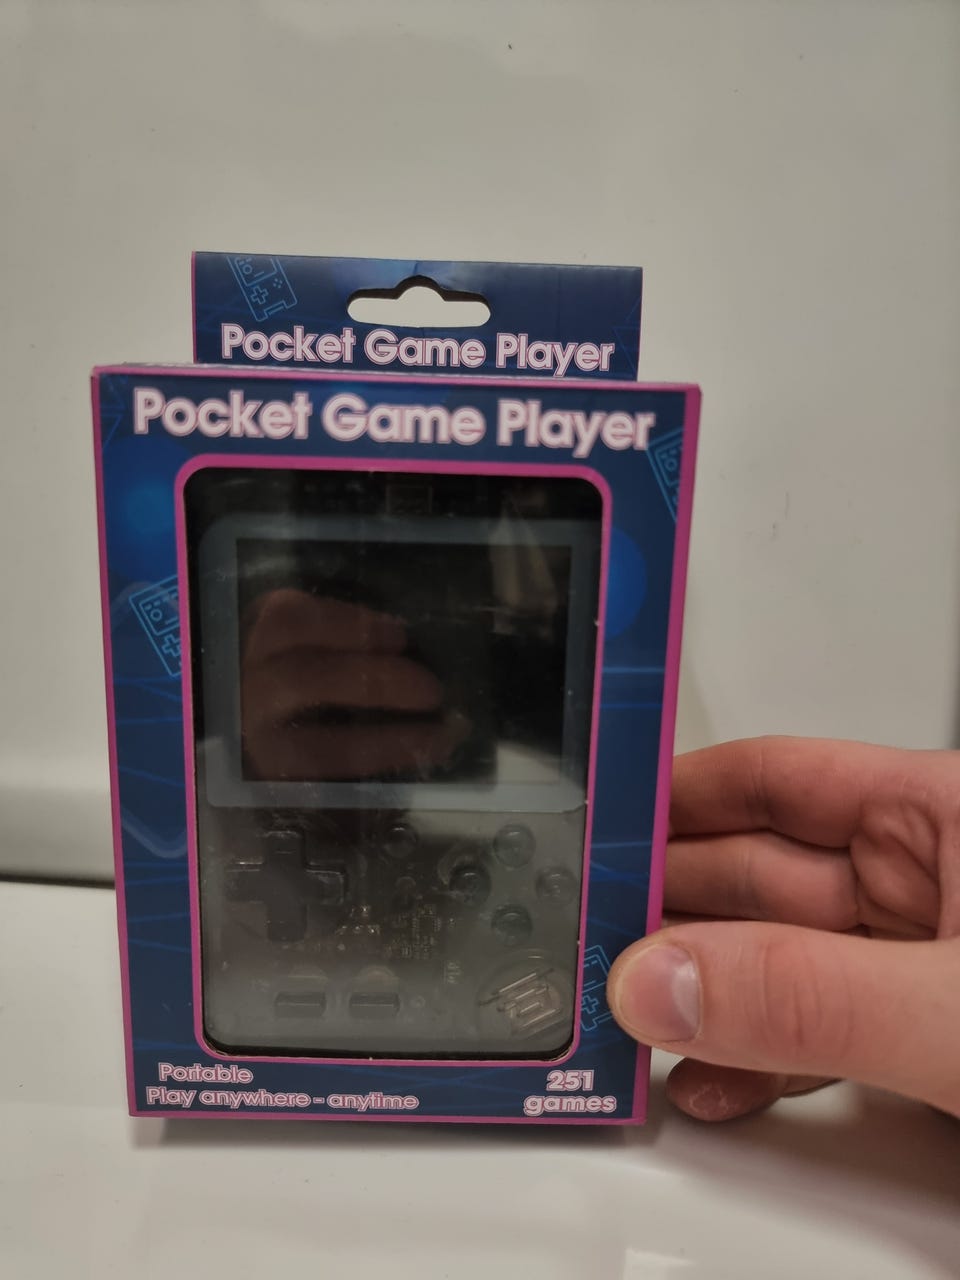 Pocket Game Player
Pocket Game Player
Portable
Play anywhere - anytime
251
games